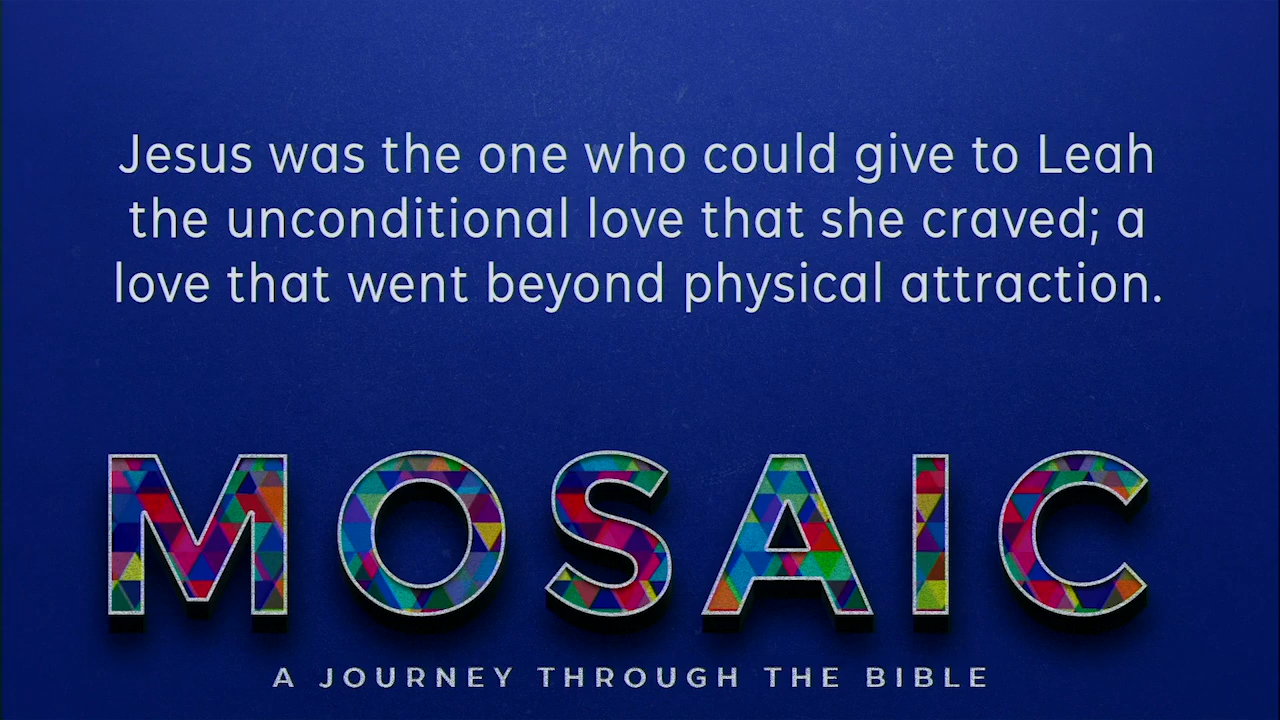 Jesus was the one who could give to Leah
the unconditional love that she craved; a
love that went beyond physical attraction.
MOSAIC
A JOURNEY THROUGH THE BIBLE